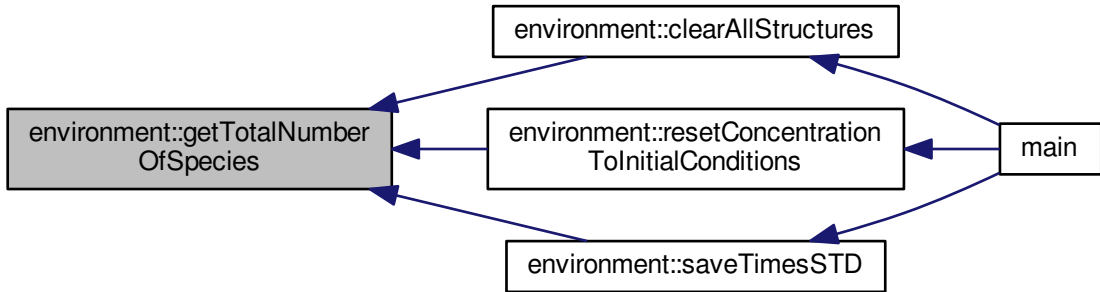 environment::clearAllStructures
environment::getTotalNumber
OfSpecies
environment::resetConcentration
ToInitialConditions
main
environment::saveTimesSTD